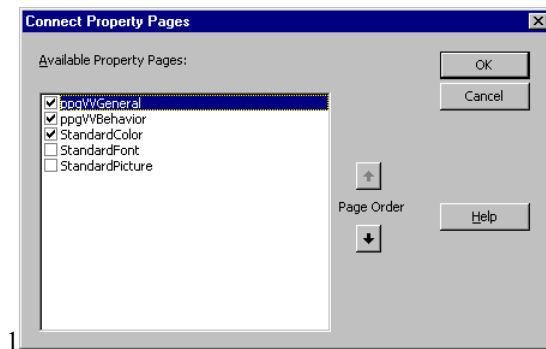 Connect Property Pages
Available Property Pages:
OK
Cancel
ppgVVGeneral
ppgVVBehavior
StandardColor
StandardFont
StandardPicture
Page Order
Help
1